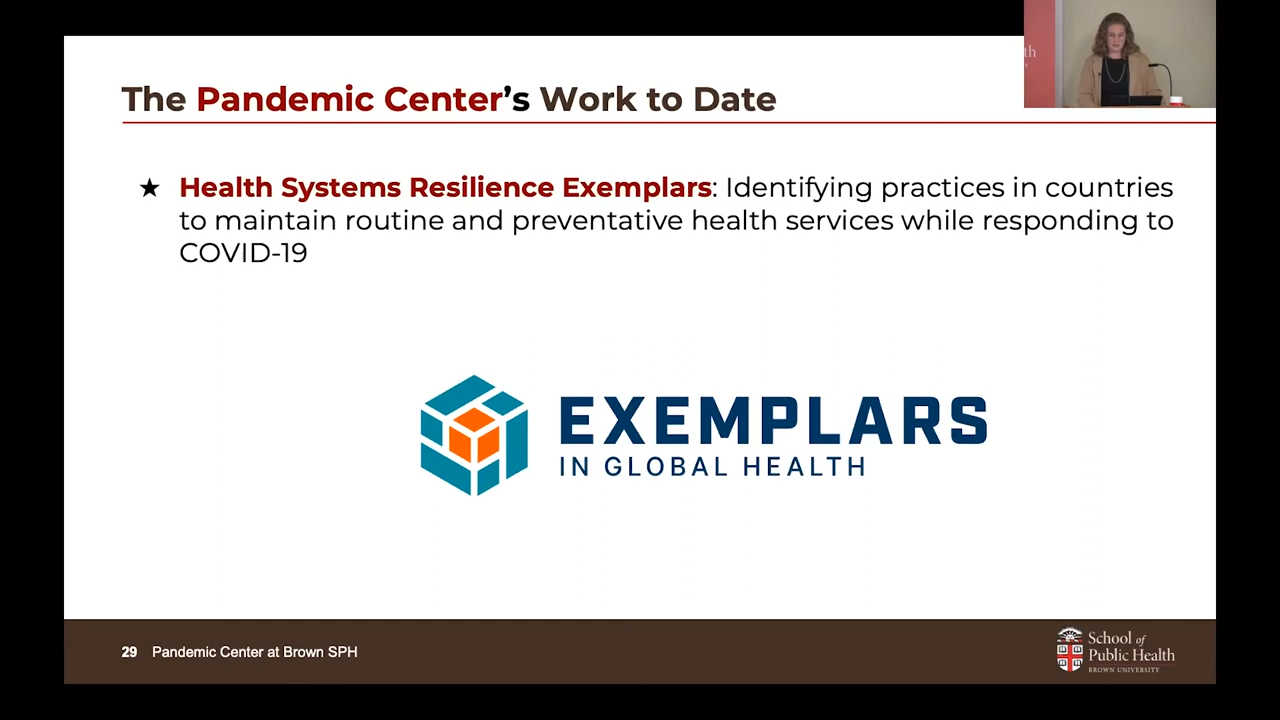 The Pandemic Center’s Work to Date
★ Health Systems Resilience Exemplars: Identifying practices in countries
to maintain routine and preventative health services while responding to
COVID-19
EXEMPLARS
IN GLOBAL HEALTH
29 Pandemic Center at Brown SPH
School of
Public Health
BROWN UNIVERSITY